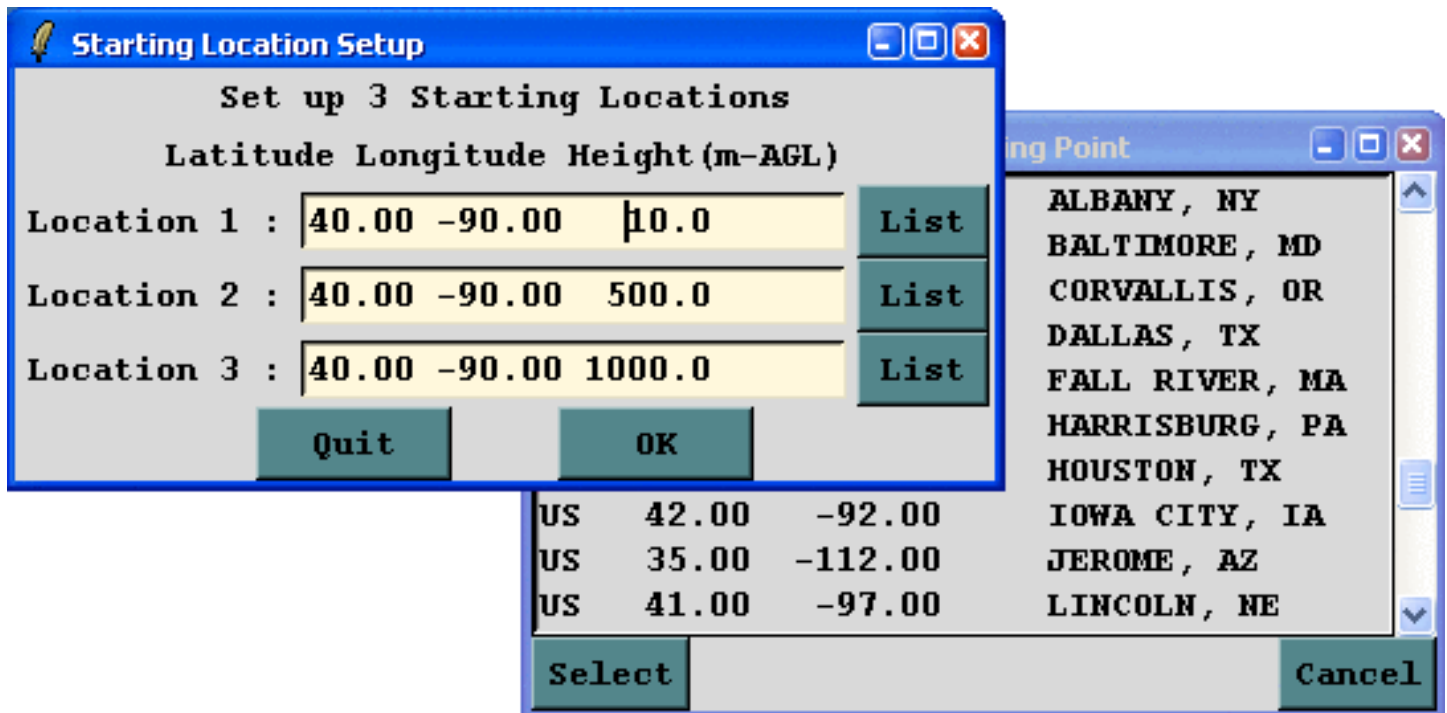 Starting Location Setup
Set up 3 Starting Locations
Latitude Longitude Height(m-AGL)
Location 1 : 40.00 -90.00 10.0 List
Location 2 : 40.00 -90.00 500.0 List
Location 3 : 40.00 -90.00 1000.0 List
Quit OK
ing Point
ALBANY, NY
BALTIMORE, MD
CORVALLIS, OR
DALLAS, TX
FALL RIVER, MA
HARRISBURG, PA
HOUSTON, TX
US 42.00 -92.00 IOWA CITY, IA
US 35.00 -112.00 JEROME, AZ
US 41.00 -97.00 LINCOLN, NE
Select Cancel